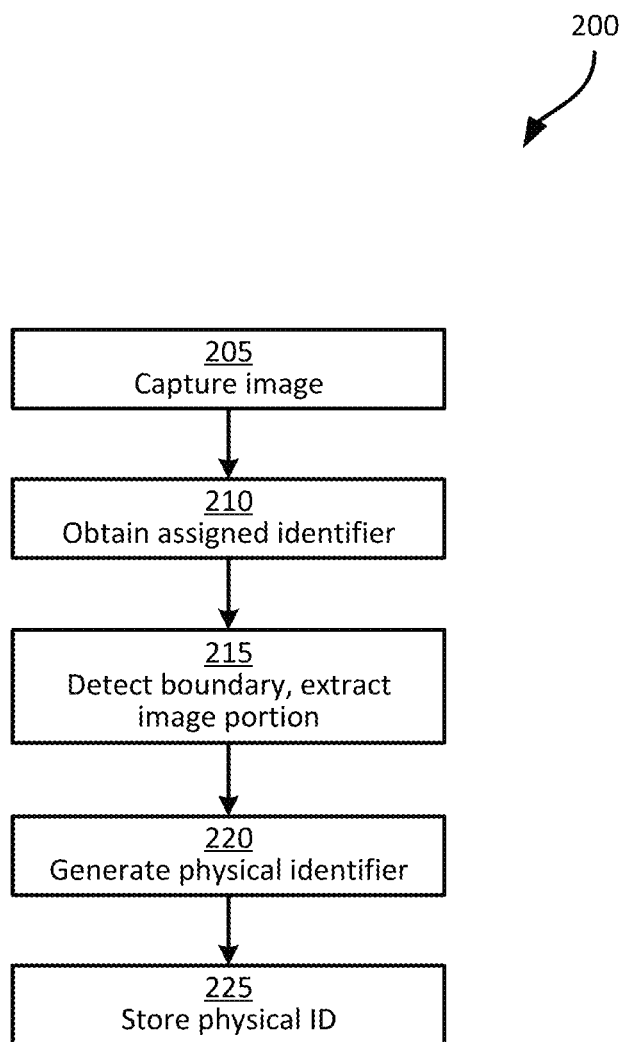 200
205
Capture image
210
Obtain assigned identifier
215
Detect boundary, extract
image portion
220
Generate physical identifier
225
Store physical ID